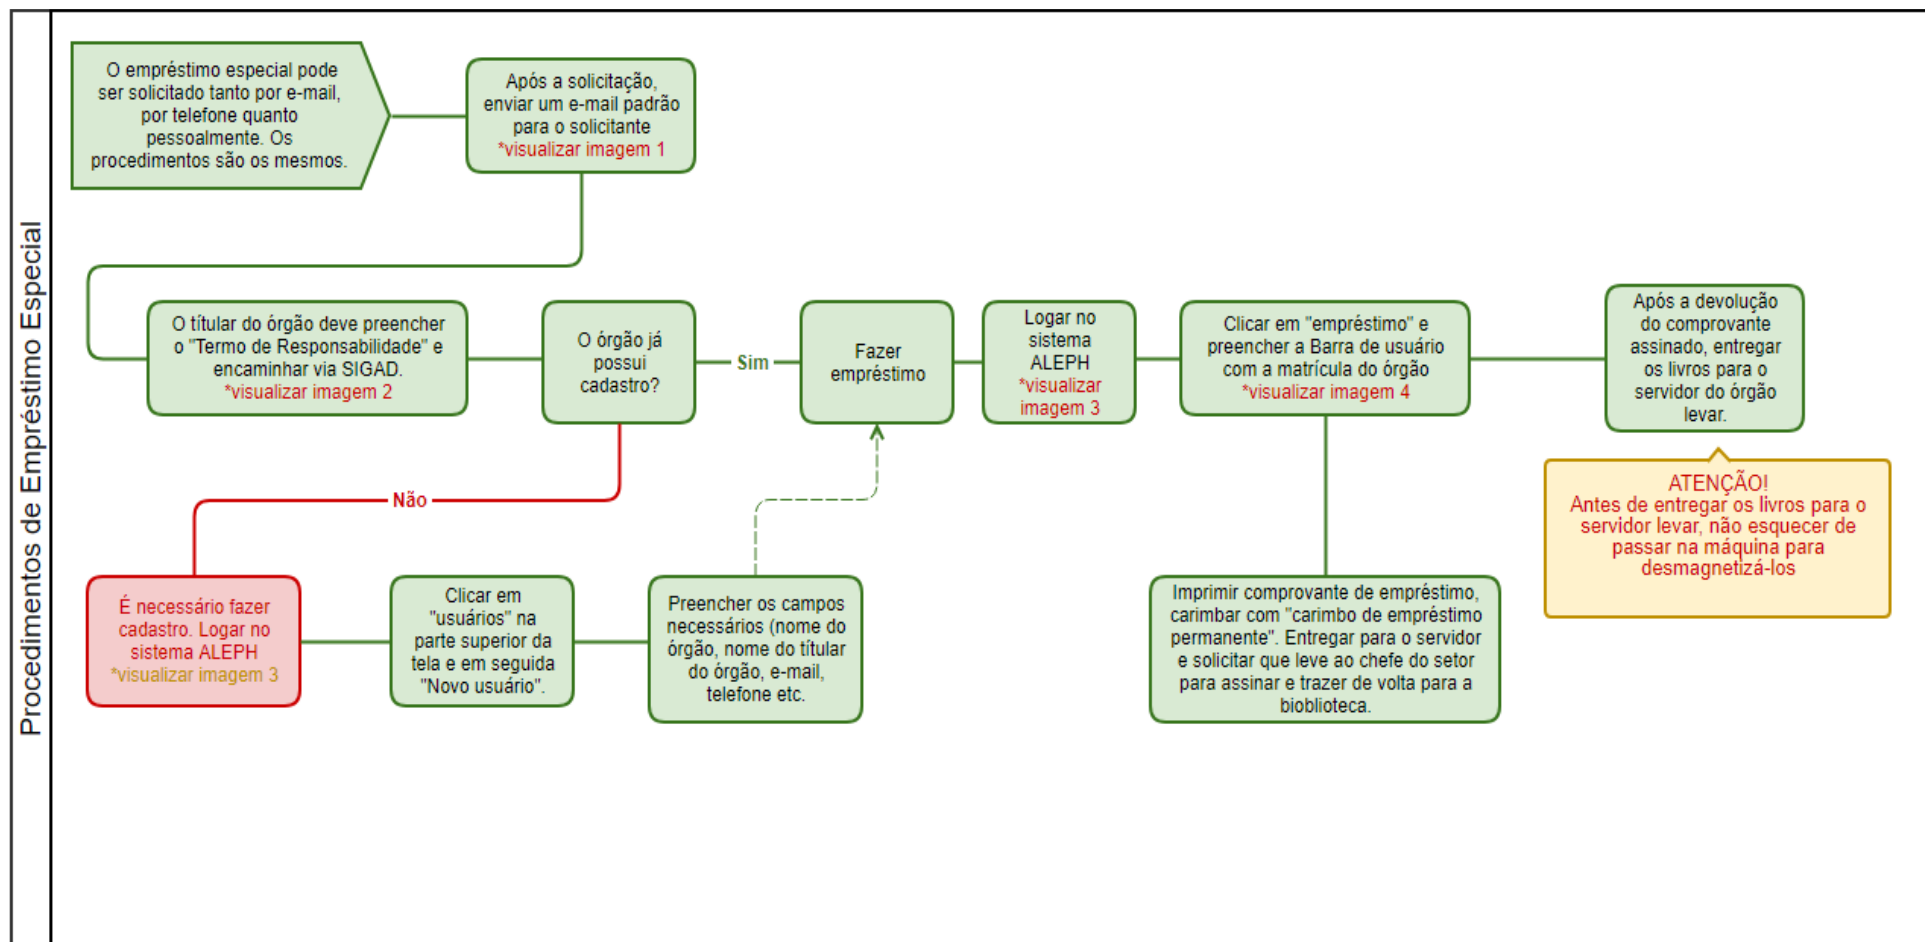 Procedimentos de Empréstimo Especial
O empréstimo especial pode
ser solicitado tanto por e-mail,
por telefone quanto
pessoalmente. Os
procedimentos são os mesmos.
Após a solicitação,
enviar um e-mail padrão
para o solicitante
*visualizar imagem 1
O títular do órgão deve preencher
o "Termo de Responsabilidade" e
encaminhar via SIGAD.
*visualizar imagem 2
O órgão já
possui
cadastro?
Sim
Fazer
empréstimo
Logar no
sistema
ALEPH
*visualizar
imagem 3
Clicar em "empréstimo" e
preencher a Barra de usuário
com a matrícula do órgão
*visualizar imagem 4
Após a devolução
do comprovante
assinado, entregar
os livros para o
servidor do órgão
levar.
ATENÇÃO!
Antes de entregar os livros para o
servidor levar, não esquecer de
passar na máquina para
desmagnetizá-los
Não
É necessário fazer
cadastro. Logar no
sistema ALEPH
*visualizar imagem 3
Clicar em
"usuários" na
parte superior da
tela e em seguida
"Novo usuário".
Preencher os campos
necessários (nome do
órgão, nome do títular
do órgão, e-mail,
telefone etc.
Imprimir comprovante de empréstimo,
carimbar com "carimbo de empréstimo
permanente". Entregar para o servidor
e solicitar que leve ao chefe do setor
para assinar e trazer de volta para a
bioblioteca.